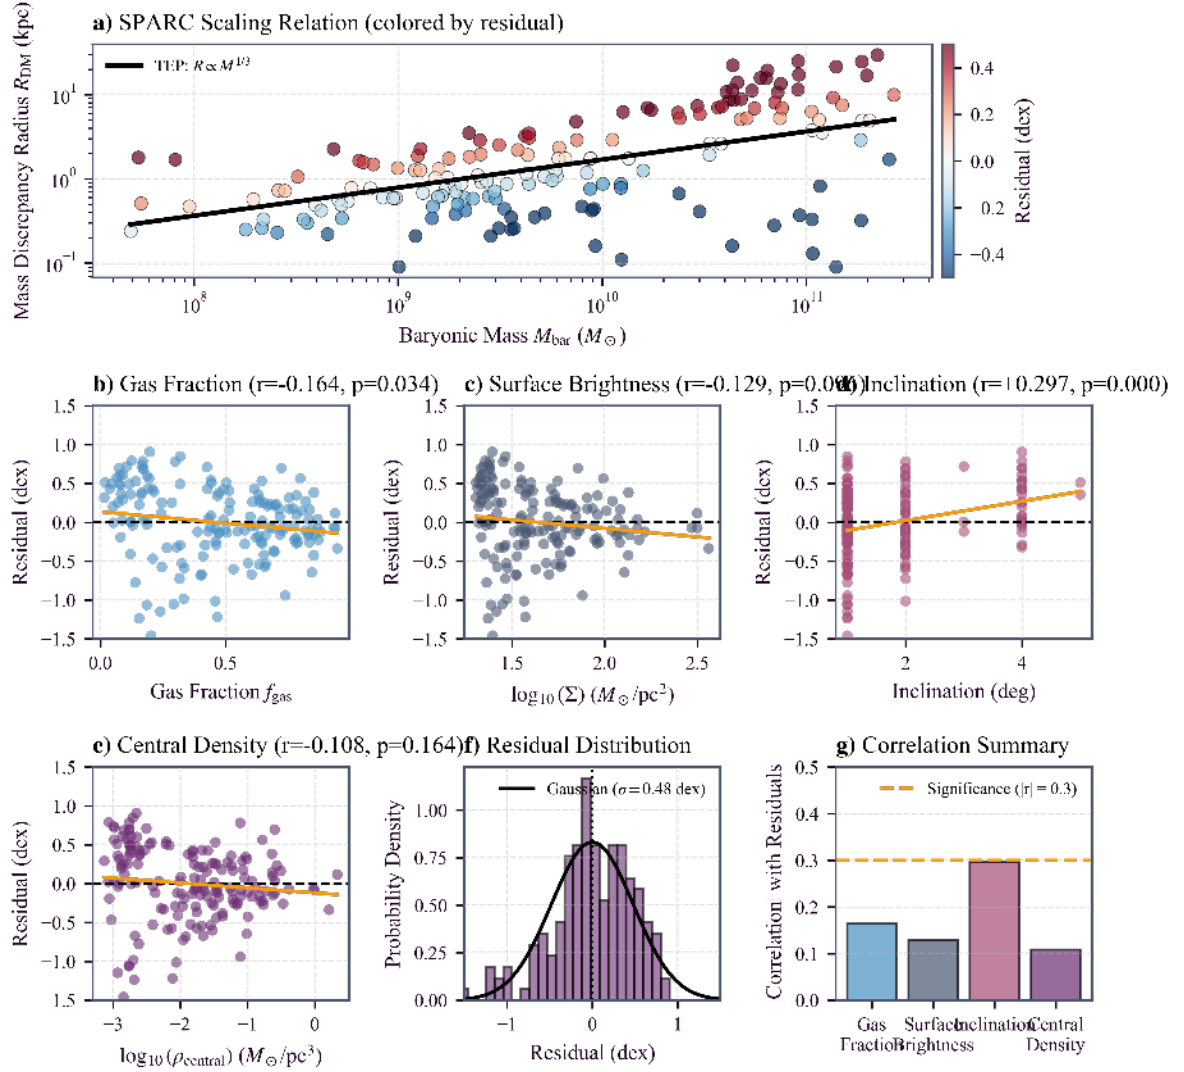 a) SPARC Scaling Relation (colored by residual)
Mass Discrepancy Radius R_DM (kpc)
TEP: R∝M^1/3
10^1
10^0
10^−1
10^8
10^9
10^10
10^11
Baryonic Mass M_bar (M_⊙)
0.4
0.2
0.0
0.2
−0.4
Residual (dex)
b) Gas Fraction (r=-0.164, p=0.034)
Residual (dex)
1.5
1.0
0.5
0.0
−0.5
−1.0
−1.5
0.0
0.5
Gas Fraction f_gas
c) Surface Brightness (r=-0.129, p=0.0
Residual (dex)
1.5
1.0
0.5
0.0
−0.5
−1.0
−1.5
1.5
2.0
2.5
log_10 (Σ) (M_⊙/pc^2)
Inclination (r=+0.297, p=0.000)
Residual (dex)
1.5
1.0
0.5
0.0
−0.5
−1.0
−1.5
2
4
Inclination (deg)
e) Central Density (r=-0.108, p=0.164)
Residual (dex)
1.5
1.0
0.5
0.0
−0.5
−1.0
1.5
−3
−2
−1
0
log_10 (ρ_central) (M_⊙/pc^3)
f) Residual Distribution
Probability Density
Gaussian (σ=0.48 dex)
1.00
0.75
0.50
0.25
0.00
−1
0
1
Residual (dex)
g) Correlation Summary
Correlation with Residuals
Significance (|r| = 0.3)
0.5
0.4
0.3
0.2
0.1
0.0
Gas Fraction
Surface Brightness
Inclination
Central Density